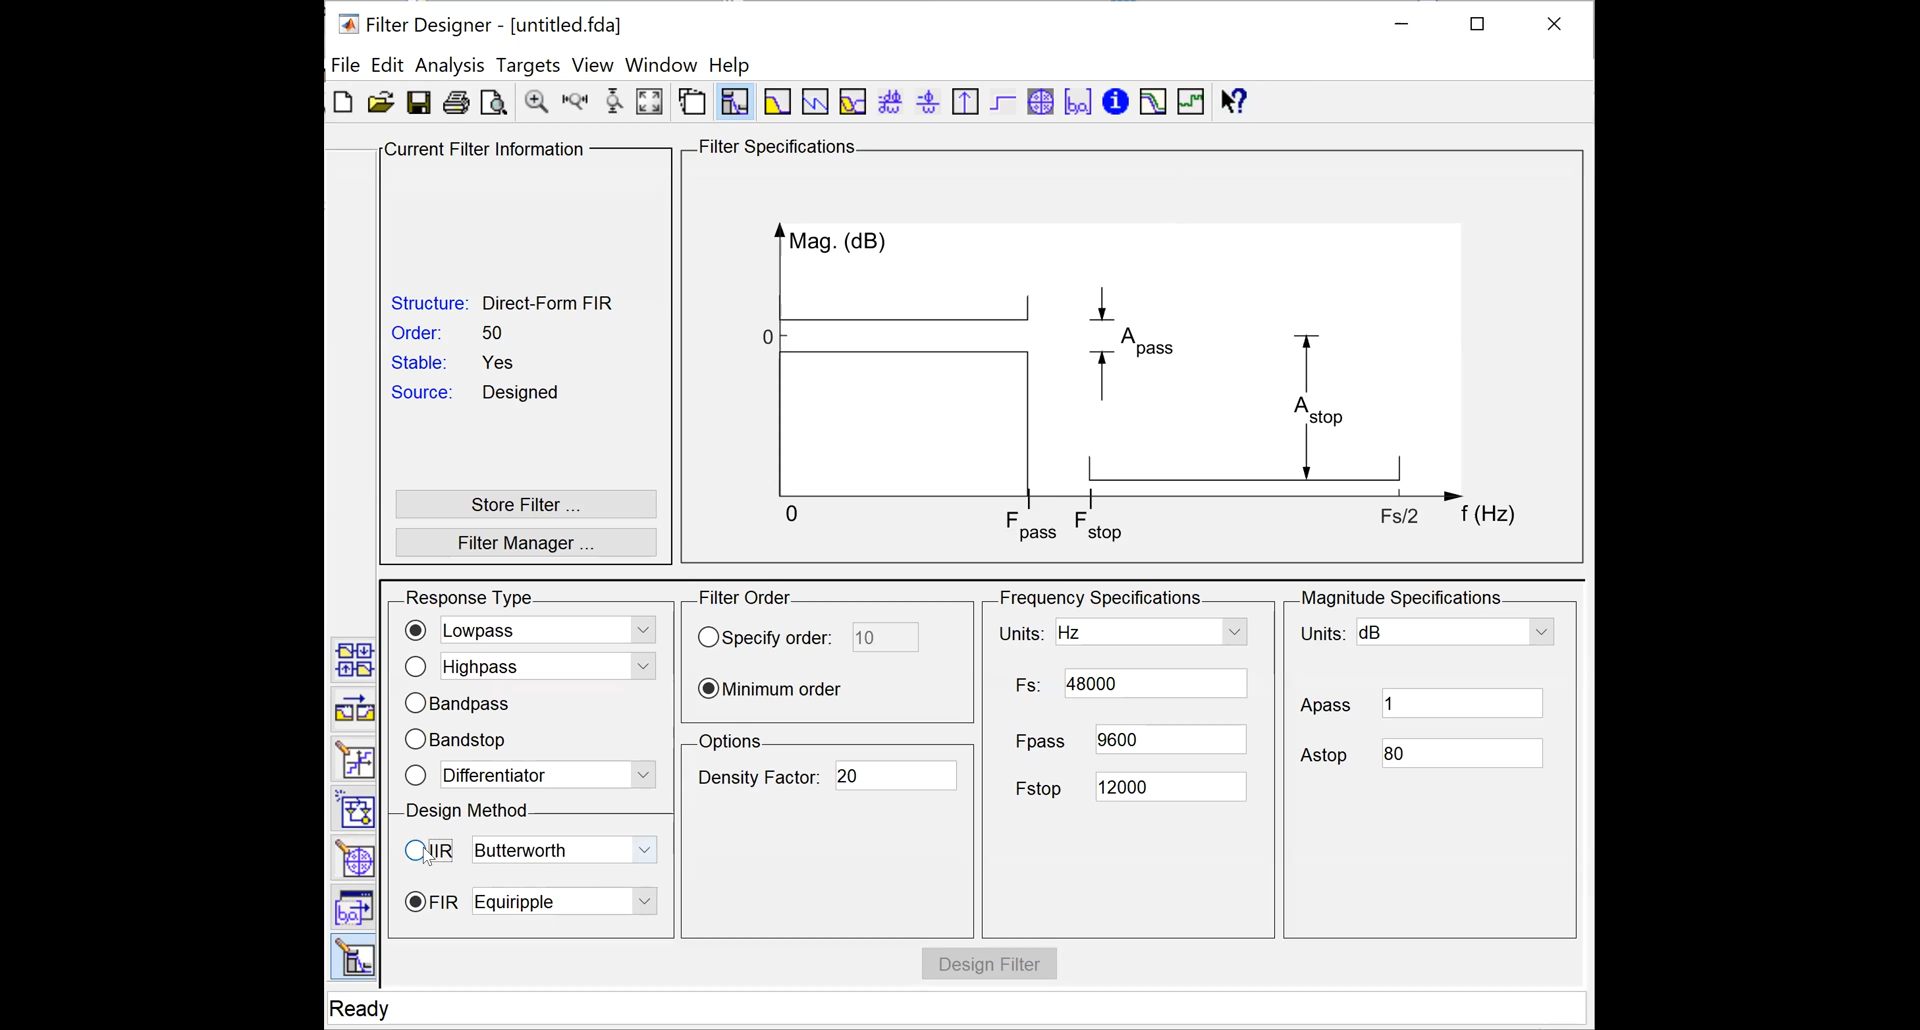 Filter Designer - [untitled.fda]
File Edit Analysis Targets View Window Help
Current Filter Information
Structure: Direct-Form FIR
Order: 50
Stable: Yes
Source: Designed
Store Filter ...
Filter Manager ...
Filter Specifications
Mag. (dB)
0
A pass
A stop
0
F pass
F stop
Fs/2
f (Hz)
Response Type
Lowpass
Highpass
Bandpass
Bandstop
Differentiator
Design Method
IIR Butterworth
FIR Equiripple
Filter Order
Specify order: 10
Minimum order
Options
Density Factor: 20
Frequency Specifications
Units: Hz
Fs: 48000
Fpass 9600
Fstop 12000
Magnitude Specifications
Units: dB
Apass 1
Astop 80
Design Filter
Ready